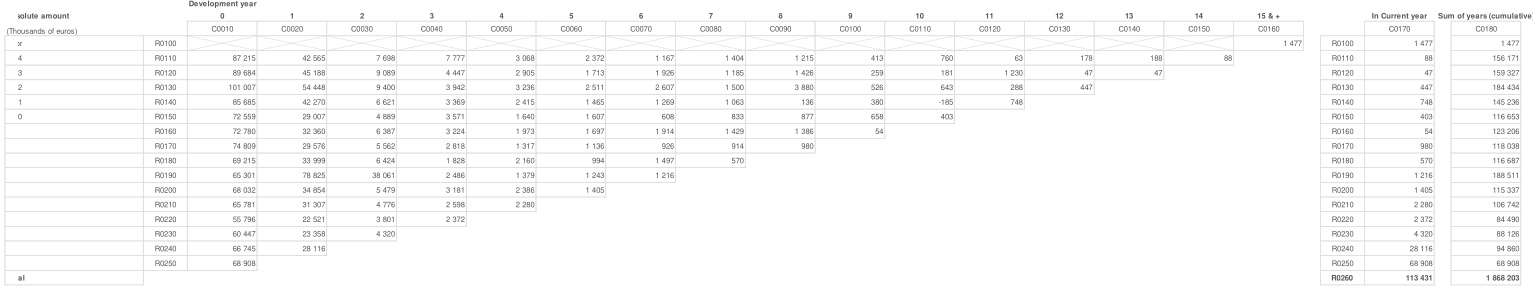 Development year
solute amount 0 1 2 3 4 5 6 7 8 9 10 11 12 13 14 15 & + In Current year Sum of years (cumulative
(Thousands of euros) C0010 C0020 C0030 C0040 C0050 C0060 C0070 C0080 C0090 C0100 C0110 C0120 C0130 C0140 C0150 C0160 C0170 C0180
R0100 1 477 R0100 1 477 1 477
4 R0110 87 215 42 565 7 698 7 777 3 068 2 372 1 167 1 404 1 215 413 760 63 178 188 88 R0110 88 156 171
3 R0120 89 684 45 188 9 089 4 447 2 905 1 713 1 926 1 185 1 426 259 181 1 230 47 47 R0120 47 159 327
2 R0130 101 007 54 448 9 400 3 942 3 236 2 511 2 607 1 500 3 880 526 643 288 447 R0130 447 184 434
1 R0140 85 685 42 270 6 621 3 369 2 415 1 465 1 269 1 063 136 380 -185 748 R0140 748 145 236
0 R0150 72 559 29 007 4 889 3 571 1 640 1 607 608 833 877 658 403 R0150 403 116 653
R0160 72 780 32 360 6 387 3 224 1 973 1 697 1 914 1 429 1 386 54 R0160 54 123 206
R0170 74 809 29 576 5 562 2 818 1 317 1 136 926 914 980 R0170 980 118 038
R0180 69 215 33 999 6 424 1 828 2 160 994 1 497 570 R0180 570 116 687
R0190 65 301 78 825 38 061 2 486 1 379 1 243 1 216 R0190 1 216 188 511
R0200 68 032 34 854 5 479 3 181 2 386 1 405 R0200 1 405 115 337
R0210 65 781 31 307 4 776 2 598 2 280 R0210 2 280 106 742
R0220 55 796 22 521 3 801 2 372 R0220 2 372 84 490
R0230 60 447 23 358 4 320 R0230 4 320 88 126
R0240 66 745 28 116 R0240 28 116 94 860
R0250 68 908 R0250 68 908 68 908
al R0260 113 431 1 868 203